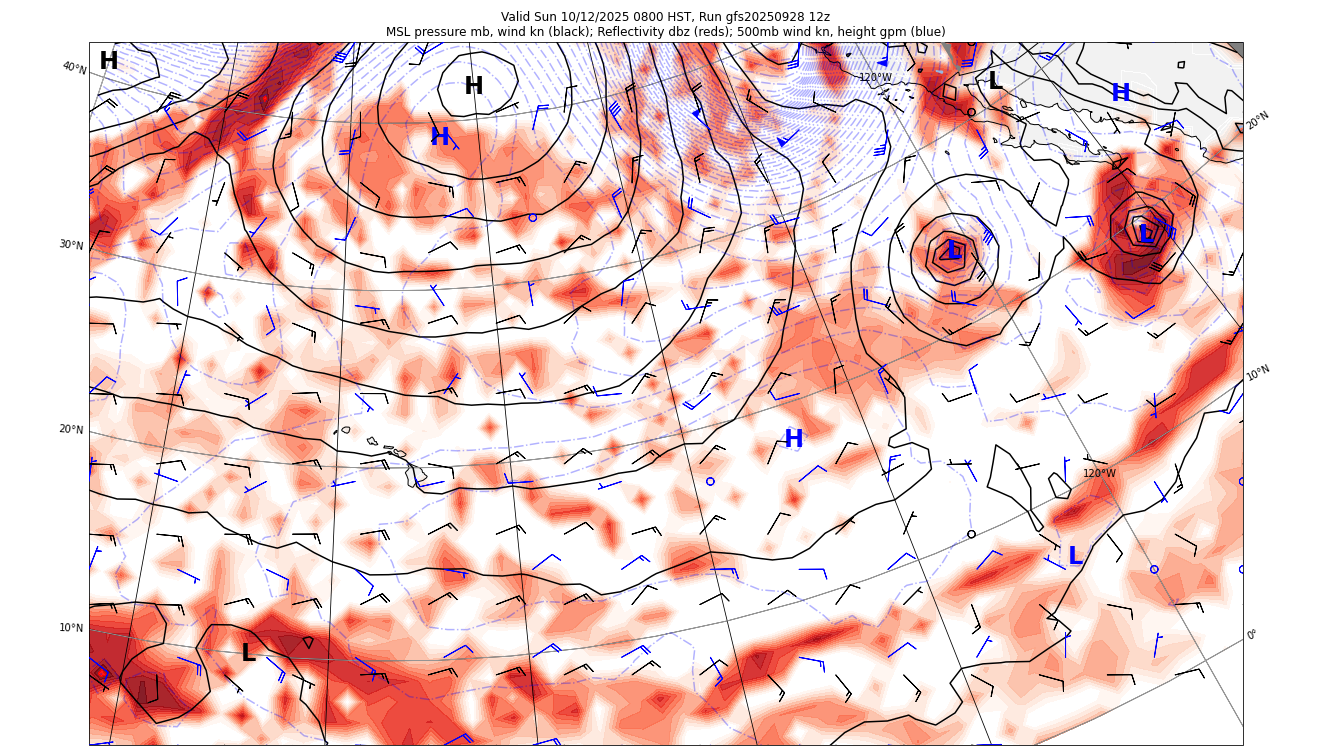 Valid Sun 10/12/2025 0800 HST, Run gfs20250928 12z
MSL pressure mb, wind kn (black); Reflectivity dbz (reds); 500mb wind kn, height gpm (blue)
H
40°N
H
120°W
L
H
20°N
H
30°N
L
L
10°N
20°N
H
120°W
L
10°N
0°
L